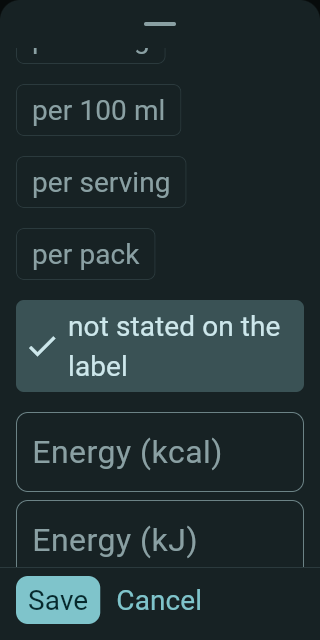 per 100 ml
per serving
per pack
not stated on the
label
Energy (kcal)
Energy (kJ)
Save Cancel